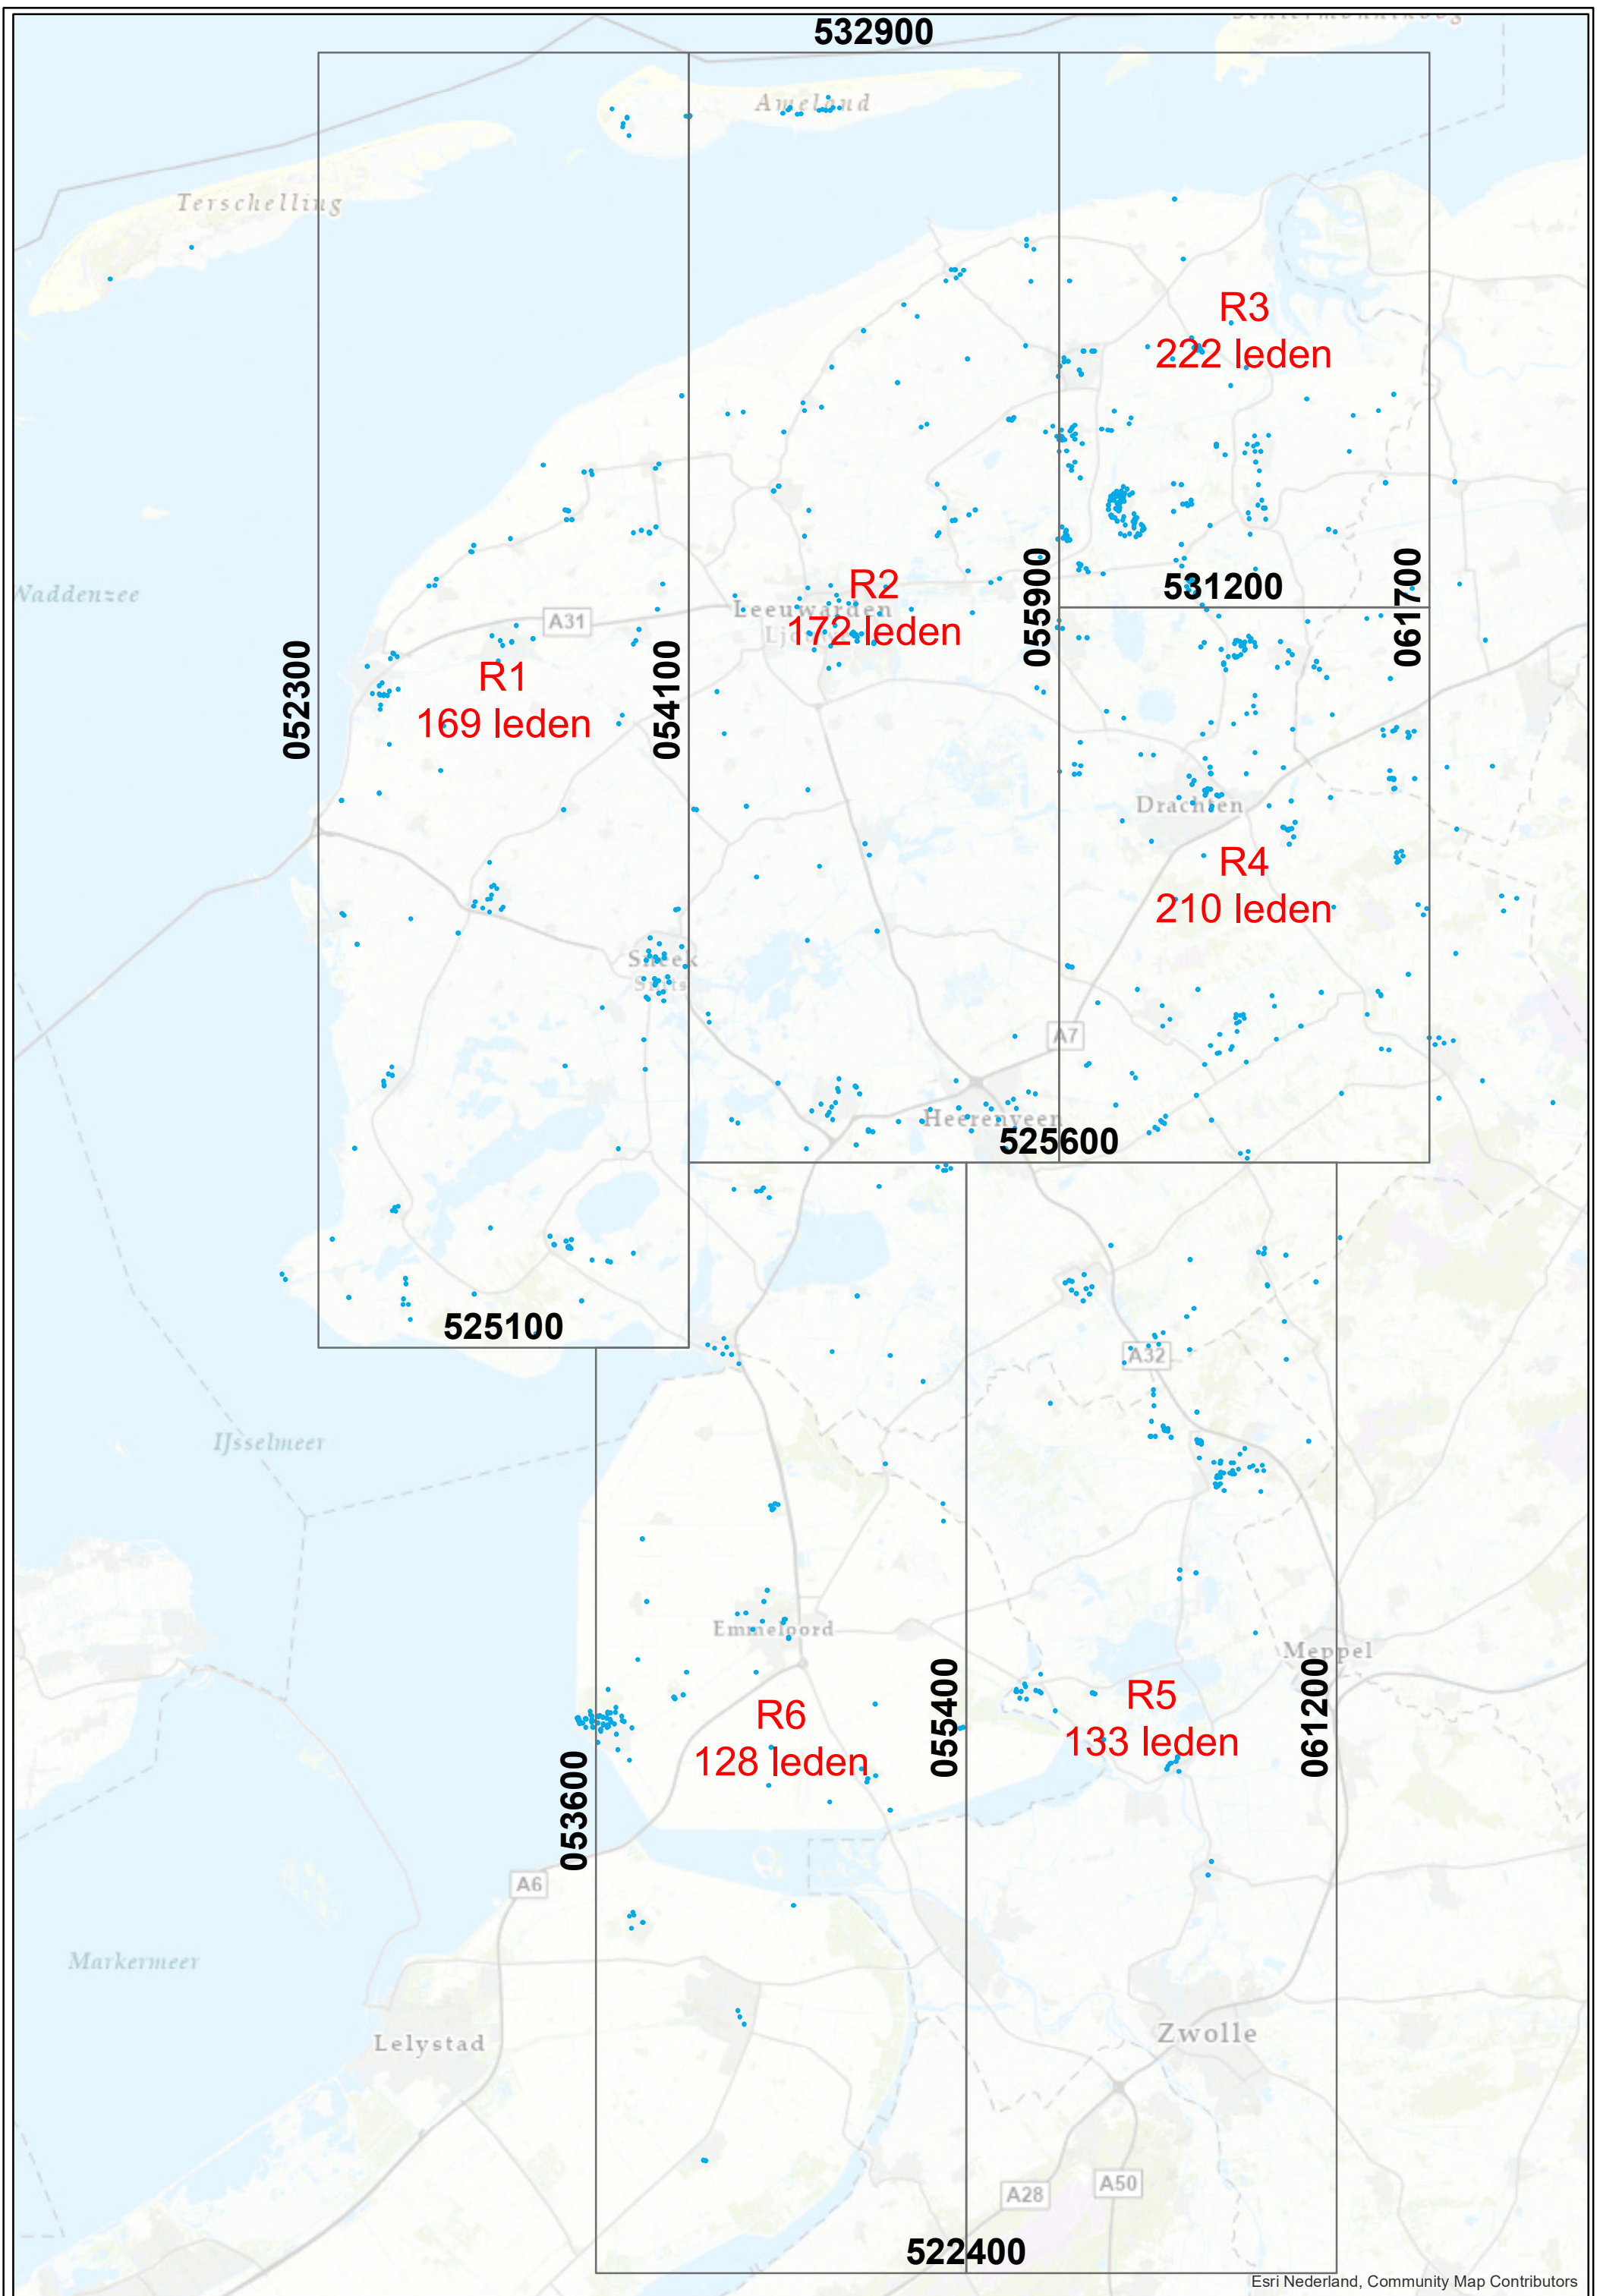 532900
Ameland
Terschelling
R3
222 leden
Waddenzee
055900
531200
061700
R2
172 leden
Leeuwarden
A31
052300
R1
169 leden
054100
Drachten
R4
210 leden
Sneek
A7
Heerenveen
525600
525100
A32
IJsselmeer
Emmeloord
Meppel
R6
128 leden
055400
R5
133 leden
061200
053600
A6
Markermeer
Lelystad
Zwolle
A28
A50
522400
Esri Nederland, Community Map Contributors